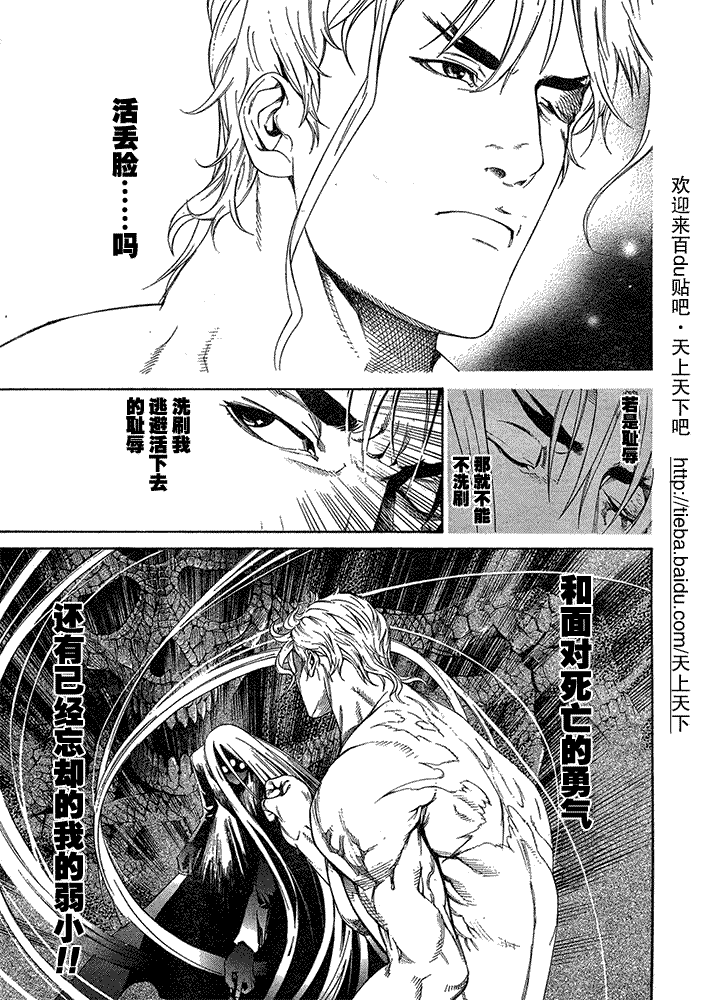 活丢脸……吗
若是耻辱
那就不能
不洗刷
洗刷我
逃避活下去
的耻辱
和面对死亡的勇气
还有已经忘却的我的弱小!!
欢迎来百du贴吧·天上天下吧 http://tieba.baidu.com/天上天下